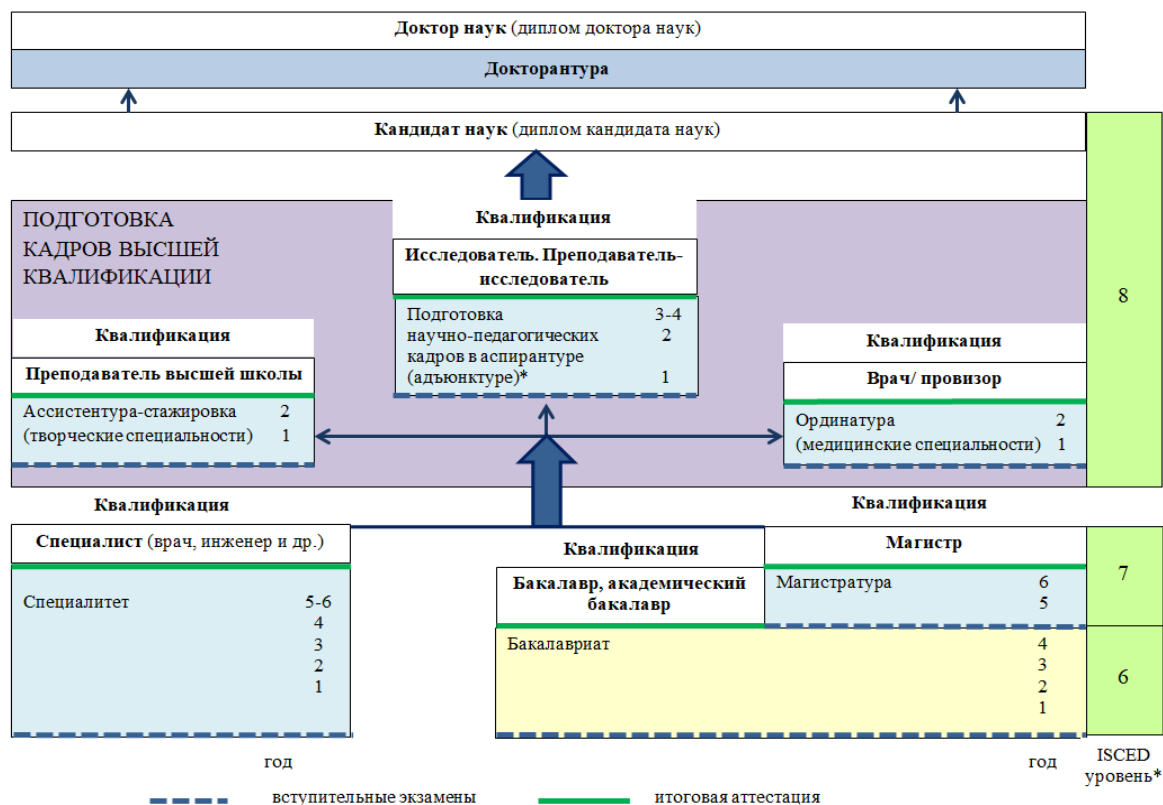 Доктор наук (диплом доктора наук)
Докторантура
Кандидат наук (диплом кандидата наук)
ПОДГОТОВКА
КАДРОВ ВЫСШЕЙ
КВАЛИФИКАЦИИ
Квалификация
Исследователь. Преподаватель-
исследователь
Подготовка 3-4
научно-педагогических 2
кадров в аспирантуре
(адъюнктуре)* 1
Квалификация
Преподаватель высшей школы
Ассистентура-стажировка 2
(творческие специальности) 1
Квалификация
Врач/ провизор
Ординатура 2
(медицинские специальности) 1
8
Квалификация
Специалист (врач, инженер и др.)
Специалитет 5-6
4
3
2
1
Квалификация
Бакалавр, академический
бакалавр
Бакалавриат 4
3
2
1
Квалификация
Магистр
Магистратура 6
5
7
6
год
год
ISCED
уровень*
вступительные экзамены
итоговая аттестация